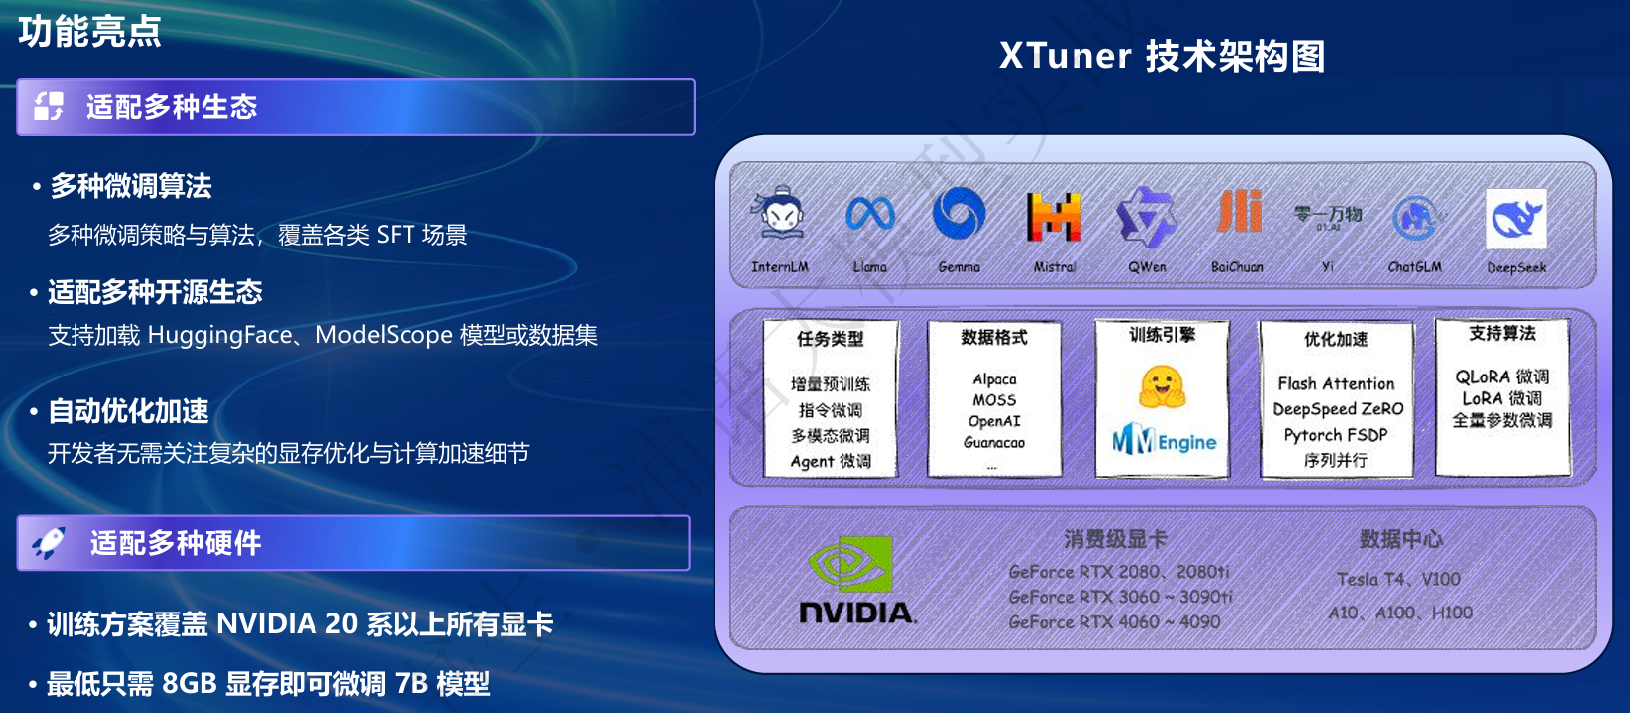 功能亮点
适配多种生态
• 多种微调算法
多种微调策略与算法，覆盖各类 SFT 场景
• 适配多种开源生态
支持加载 HuggingFace、ModelScope 模型或数据集
• 自动优化加速
开发者无需关注复杂的显存优化与计算加速细节
适配多种硬件
• 训练方案覆盖 NVIDIA 20 系以上所有显卡
• 最低只需 8GB 显存即可微调 7B 模型
XTuner 技术架构图
零一万物
01.AI
InternLM Llama Gemma Mistral QWen BaiChuan Yi ChatGLM DeepSeek
任务类型
增量预训练
指令微调
多模态微调
Agent 微调
数据格式
Alpaca
MOSS
OpenAI
Guanacao
...
训练引擎
MMEngine
优化加速
Flash Attention
DeepSpeed ZeRO
Pytorch FSDP
序列并行
支持算法
QLoRA 微调
LoRA 微调
全量参数微调
NVIDIA.
消费级显卡
GeForce RTX 2080、2080ti
GeForce RTX 3060 ~ 3090ti
GeForce RTX 4060 ~ 4090
数据中心
Tesla T4、V100
A10、A100、H100